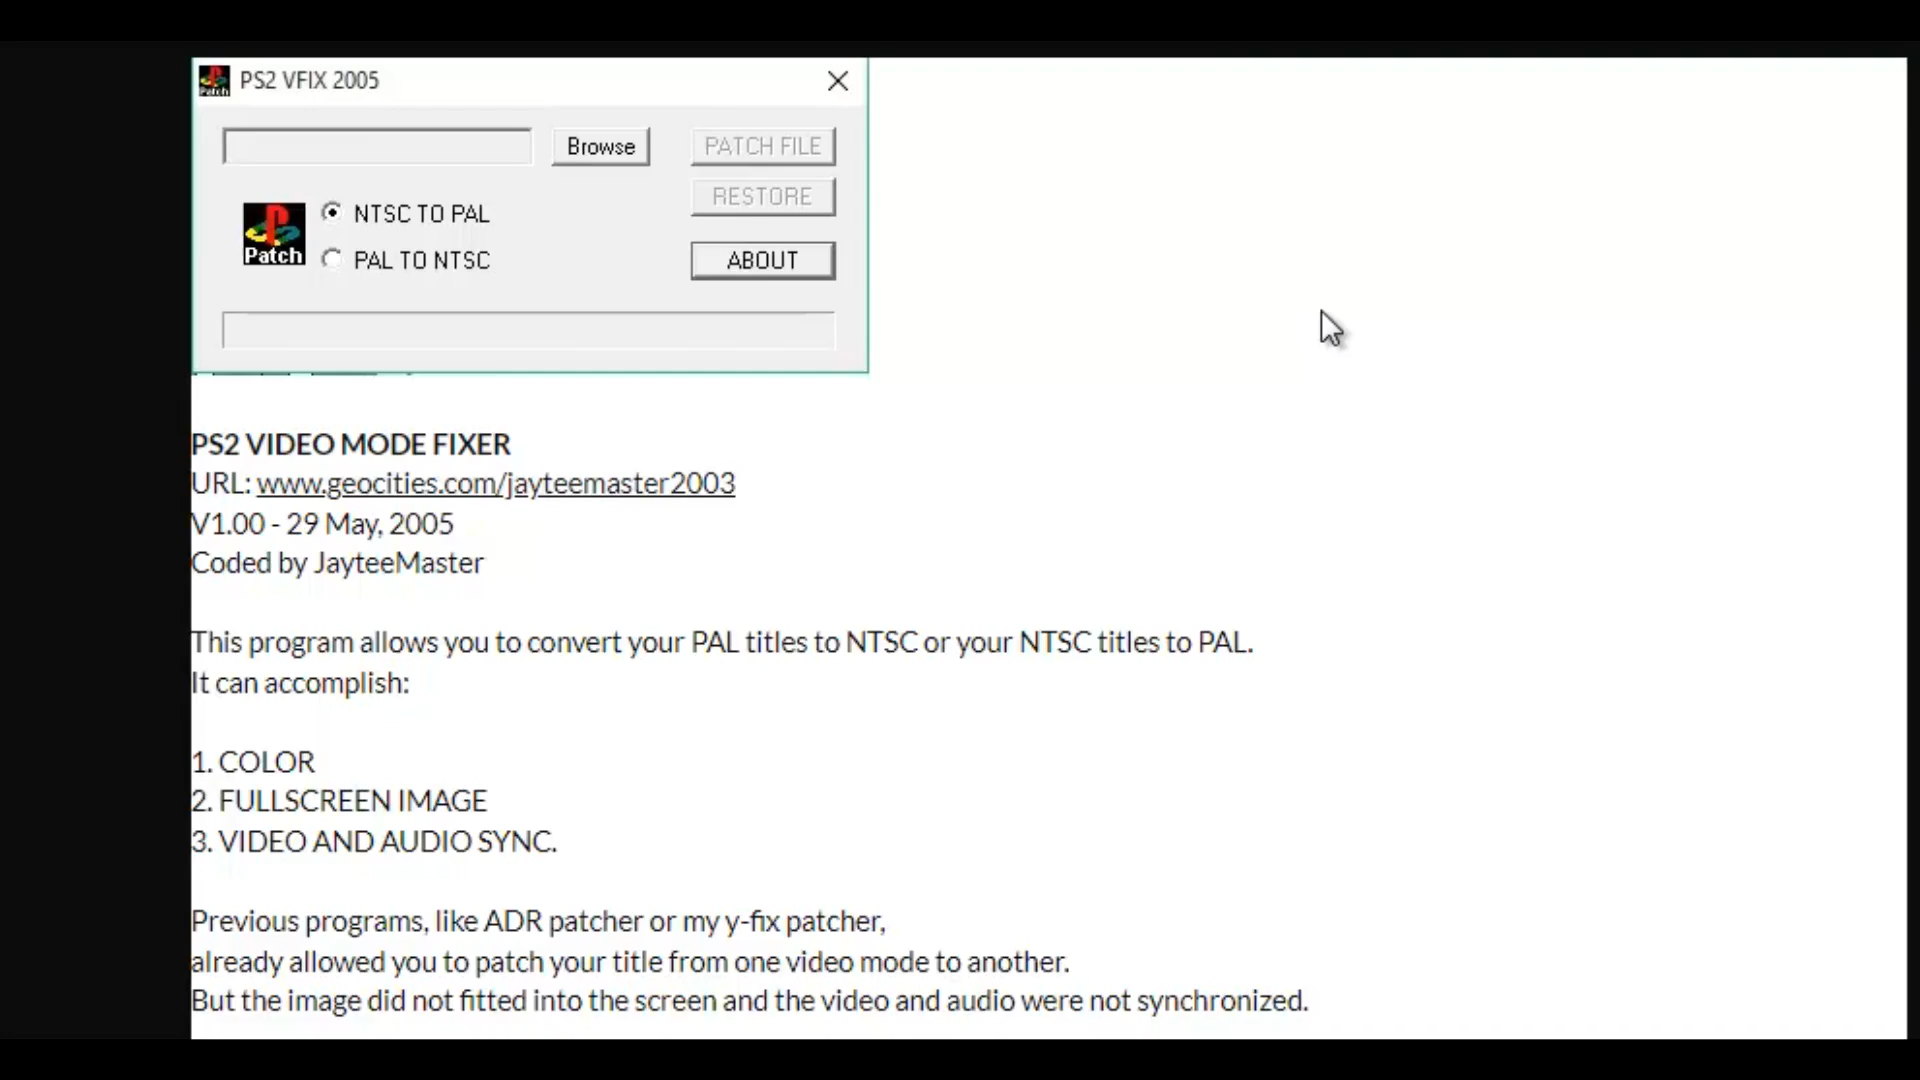 PS2 VFIX 2005
Browse
PATCH FILE
RESTORE
Patch
NTSC TO PAL
PAL TO NTSC
ABOUT
PS2 VIDEO MODE FIXER
URL: www.geocities.com/jayteemaster2003
V1.00 - 29 May, 2005
Coded by JayteeMaster
This program allows you to convert your PAL titles to NTSC or your NTSC titles to PAL.
It can accomplish:
1. COLOR
2. FULLSCREEN IMAGE
3. VIDEO AND AUDIO SYNC.
Previous programs, like ADR patcher or my y-fix patcher,
already allowed you to patch your title from one video mode to another.
But the image did not fitted into the screen and the video and audio were not synchronized.